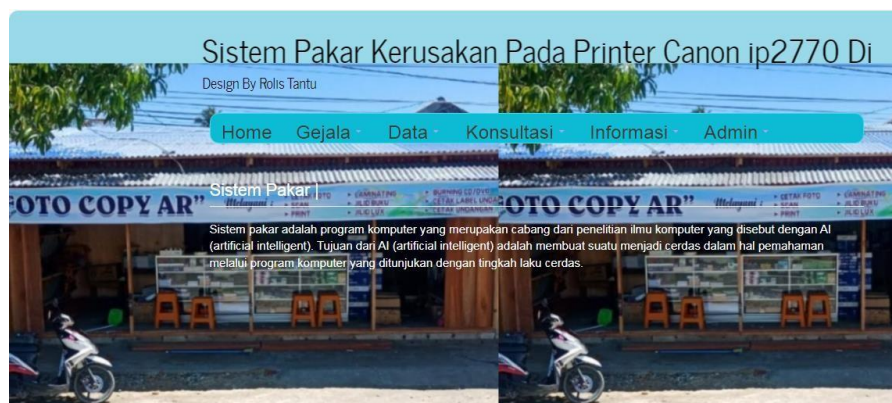 Sistem Pakar Kerusakan Pada Printer Canon ip2770 Di
Design By Rolis Tantu
Home Gejala Data Konsultasi Informasi Admin
Sistem Pakar |
OTO COPY AR” Melayani : OTO COPY AR” Melayani :
Sistem pakar adalah program komputer yang merupakan cabang dari penelitian ilmu komputer yang disebut dengan AI
(artificial intelligent). Tujuan dari AI (artificial intelligent) adalah membuat suatu menjadi cerdas dalam hal pemahaman
melalui program komputer yang ditunjukan dengan tingkah laku cerdas.